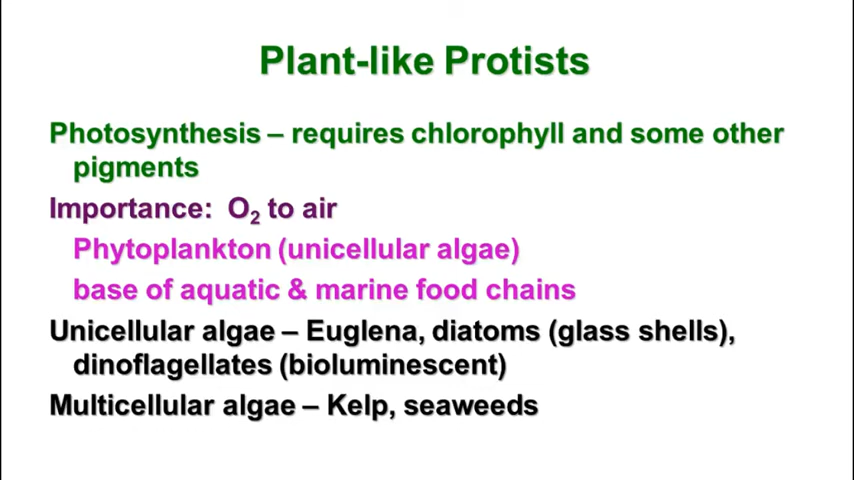 Plant-like Protists
Photosynthesis – requires chlorophyll and some other
pigments
Importance:  O₂ to air
Phytoplankton (unicellular algae)
base of aquatic & marine food chains
Unicellular algae – Euglena, diatoms (glass shells),
dinoflagellates (bioluminescent)
Multicellular algae – Kelp, seaweeds